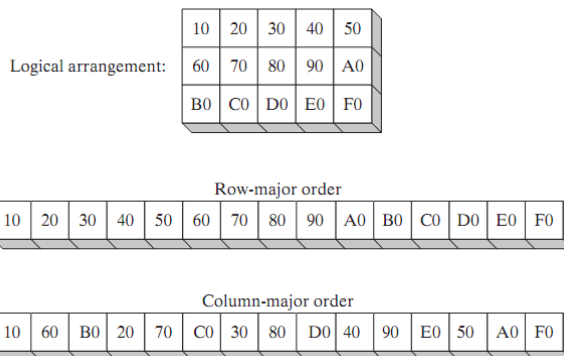 10 20 30 40 50
Logical arrangement: 60 70 80 90 A0
B0 C0 D0 E0 F0
Row-major order
10 20 30 40 50 60 70 80 90 A0 B0 C0 D0 E0 F0
Column-major order
10 60 B0 20 70 C0 30 80 D0 40 90 E0 50 A0 F0